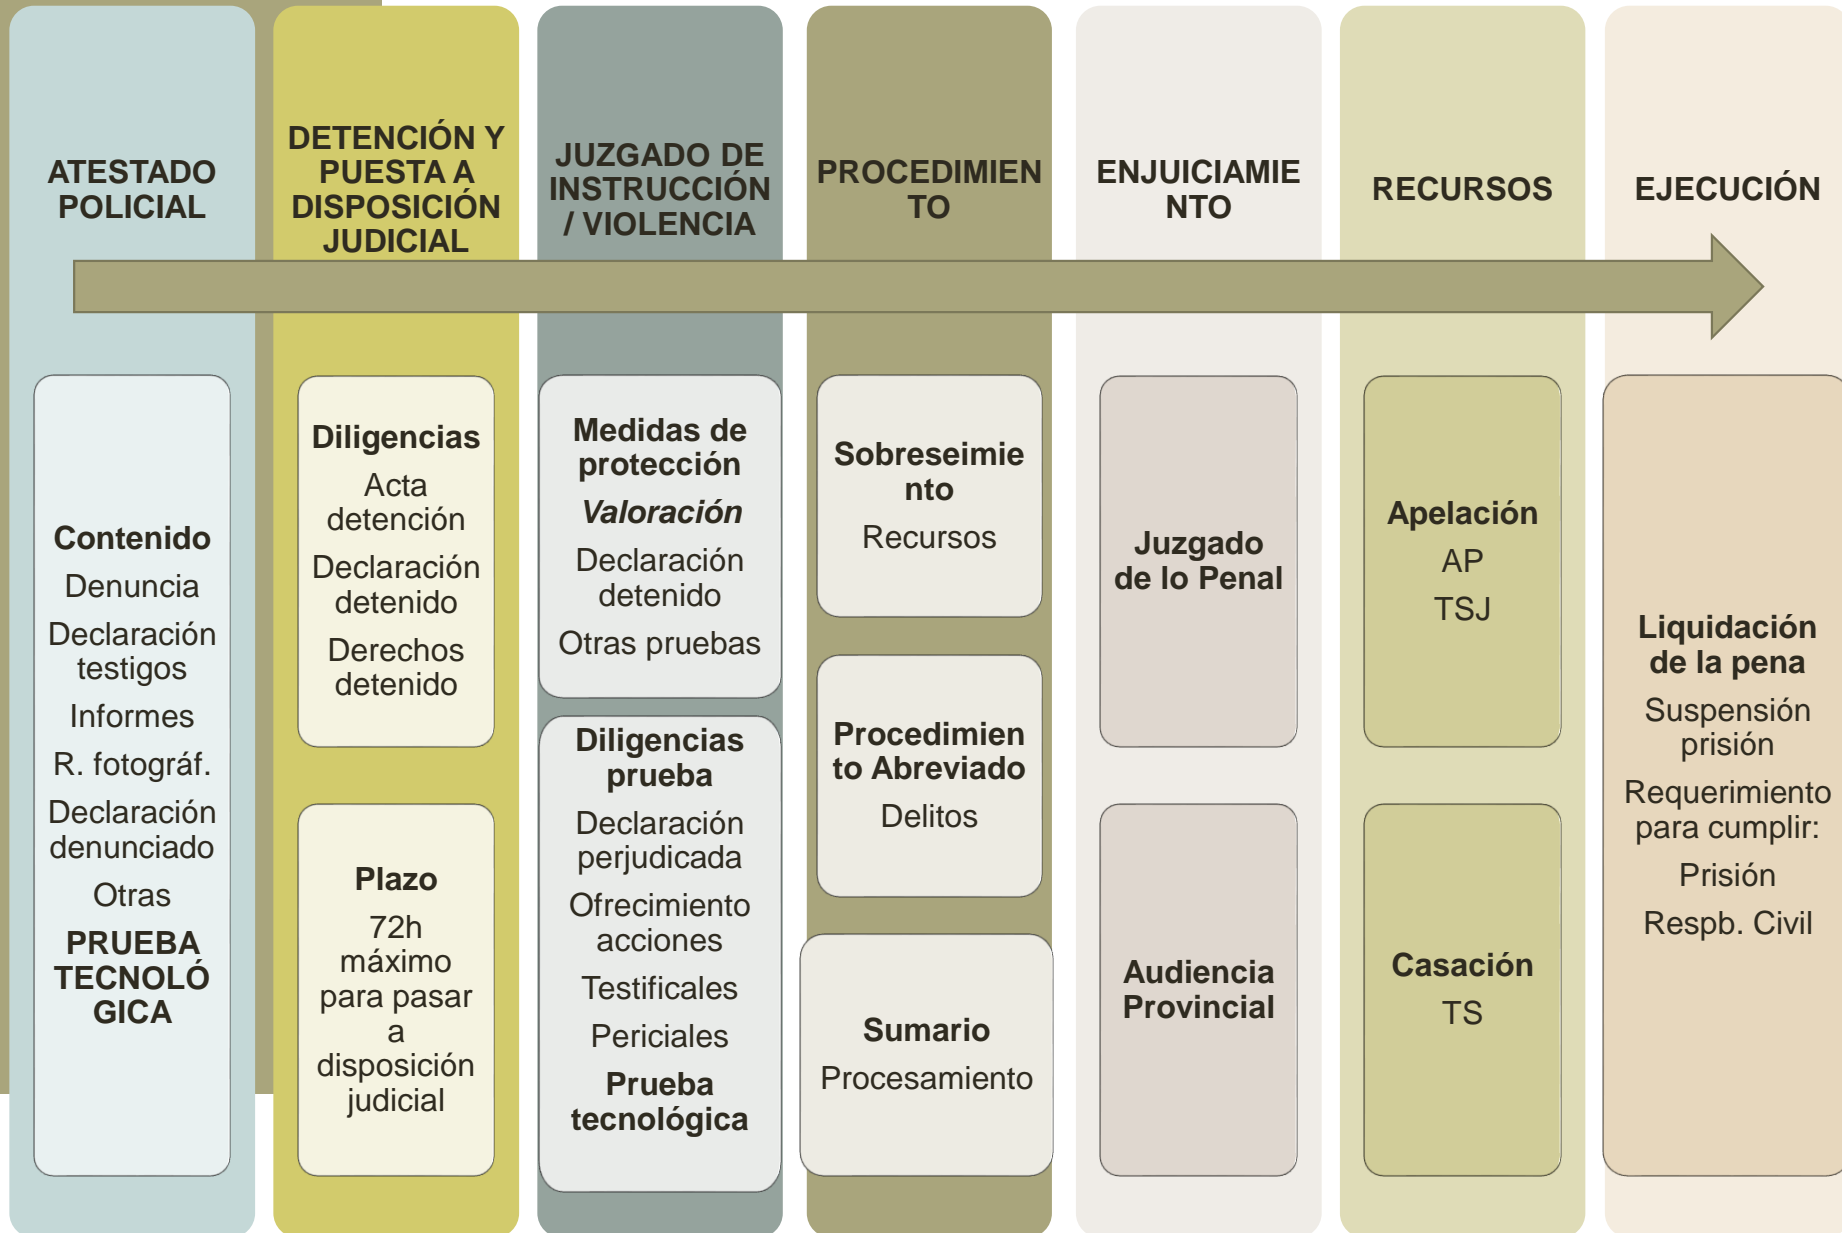 ATESTADO
POLICIAL
DETENCIÓN Y
PUESTA A
DISPOSICIÓN
JUDICIAL
JUZGADO DE
INSTRUCCIÓN
/ VIOLENCIA
PROCEDIMIEN
TO
ENJUICIAMIE
NTO
RECURSOS
EJECUCIÓN
Contenido
Denuncia
Declaración
testigos
Informes
R. fotográf.
Declaración
denunciado
Otras
PRUEBA
TECNOLÓ
GICA
Diligencias
Acta
detención
Declaración
detenido
Derechos
detenido
Plazo
72h
máximo
para pasar
a
disposición
judicial
Medidas de
protección
Valoración
Declaración
detenido
Otras pruebas
Diligencias
prueba
Declaración
perjudicada
Ofrecimiento
acciones
Testificales
Periciales
Prueba
tecnológica
Sobreseimie
nto
Recursos
Procedimien
to Abreviado
Delitos
Sumario
Procesamiento
Juzgado
de lo Penal
Audiencia
Provincial
Apelación
AP
TSJ
Casación
TS
Liquidación
de la pena
Suspensión
prisión
Requerimiento
para cumplir:
Prisión
Respb. Civil